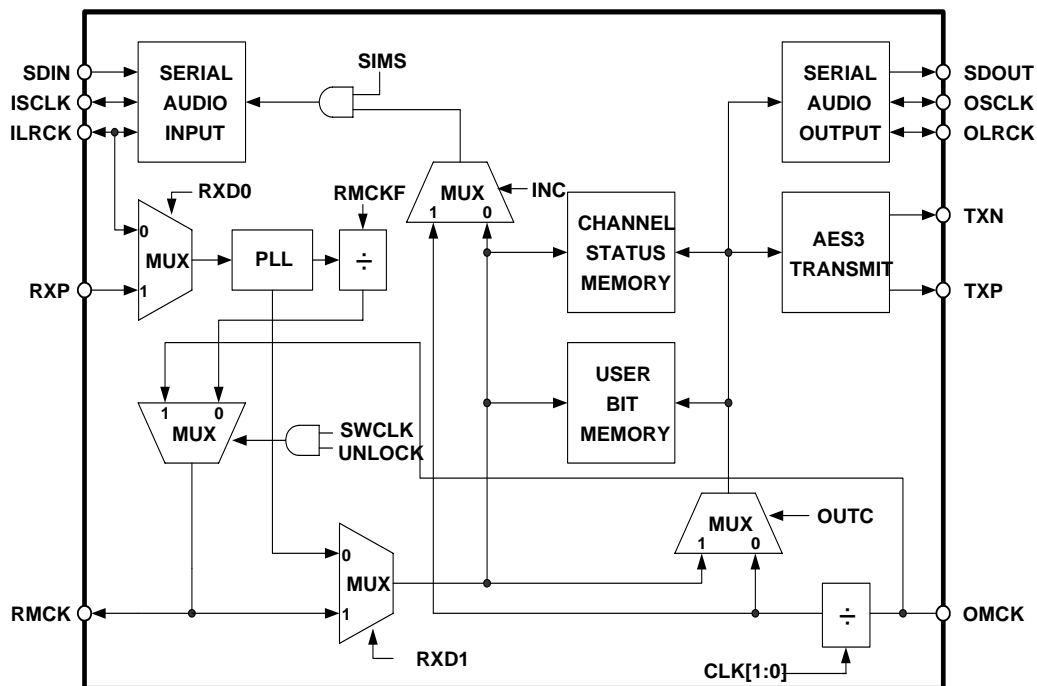 SDIN
ISCLK
ILRCK
SERIAL
AUDIO
INPUT
SIMS
SERIAL
AUDIO
OUTPUT
SDOUT
OSCLK
OLRCK
RXD0
RMCKF
MUX
1 0
INC
CHANNEL
STATUS
MEMORY
AES3
TRANSMIT
TXN
TXP
RXP
0
MUX
1
PLL
÷
1 0
MUX
SWCLK
UNLOCK
USER
BIT
MEMORY
MUX
1 0
OUTC
0
MUX
1
RMCK
RXD1
÷
OMCK
CLK[1:0]